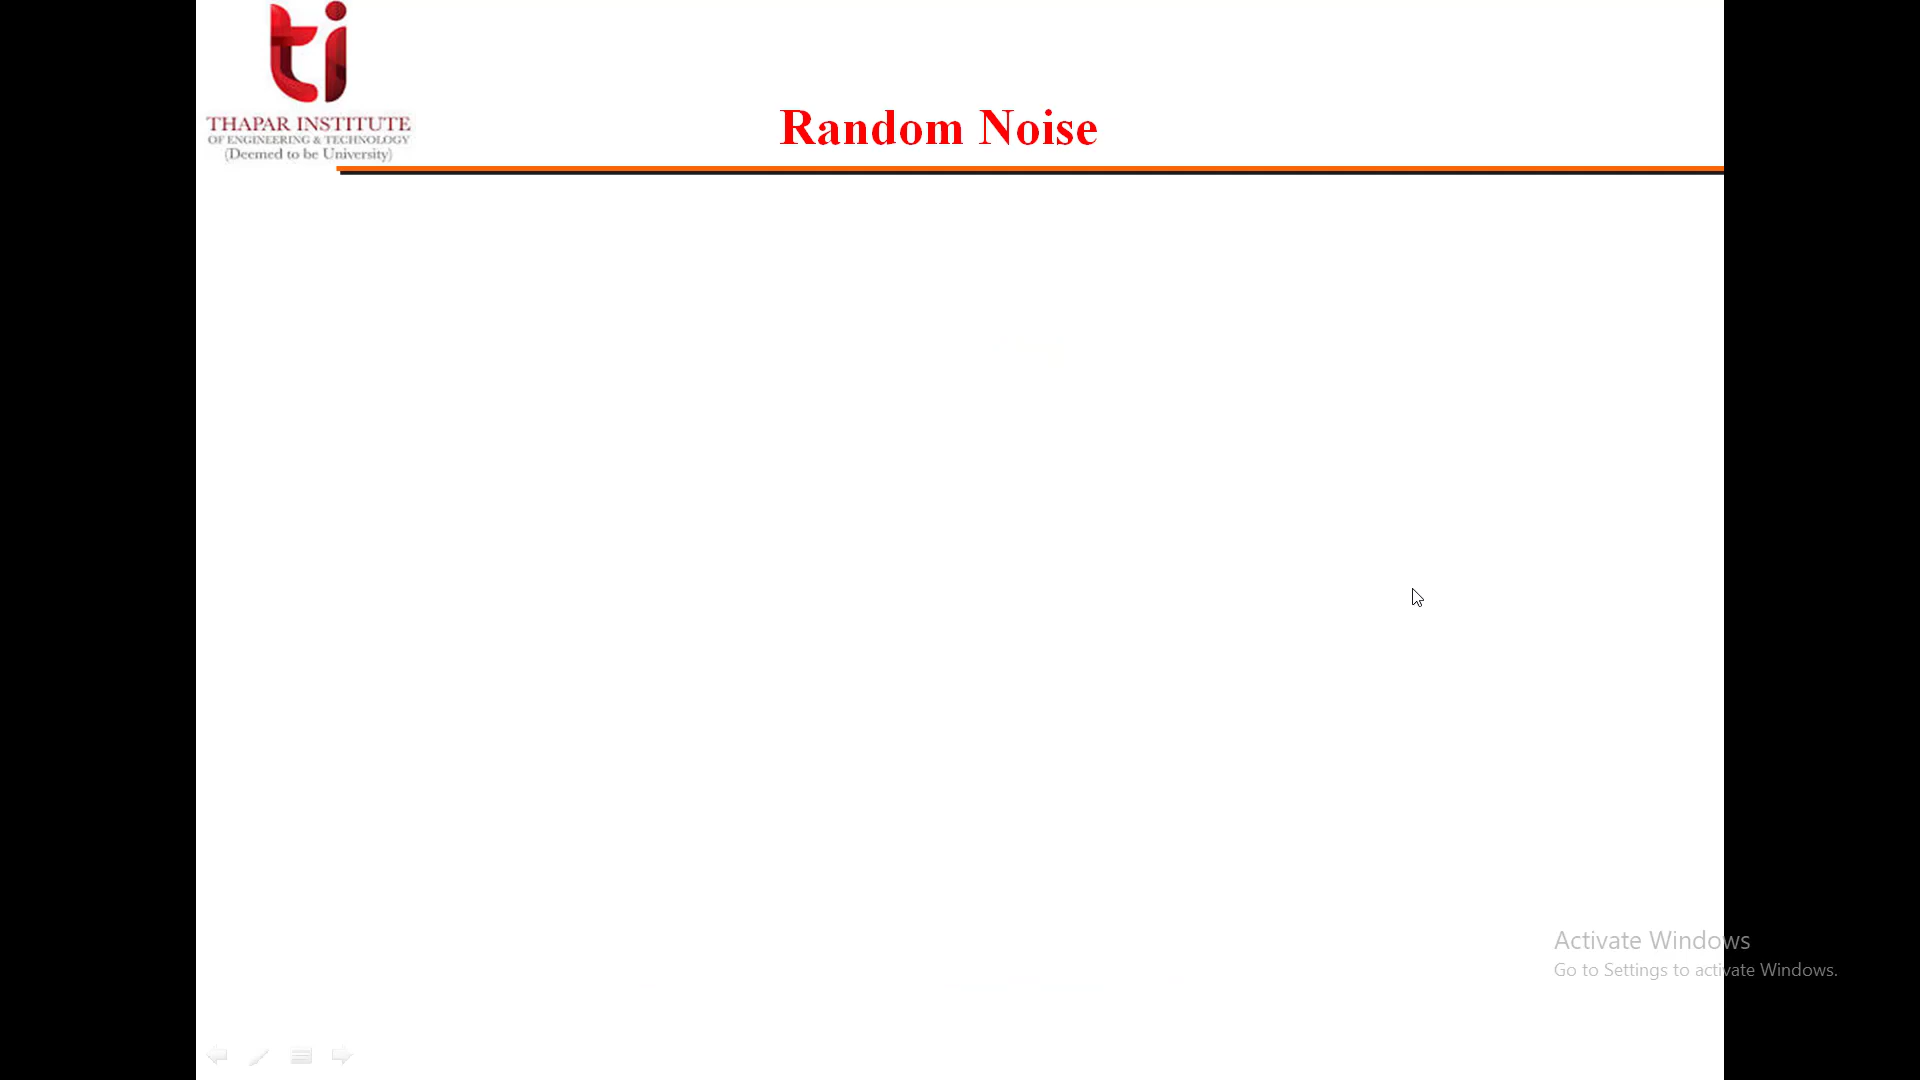 THAPAR INSTITUTE
OF ENGINEERING & TECHNOLOGY
(Deemed to be University)
Random Noise
Activate Windows
Go to Settings to activate Windows.